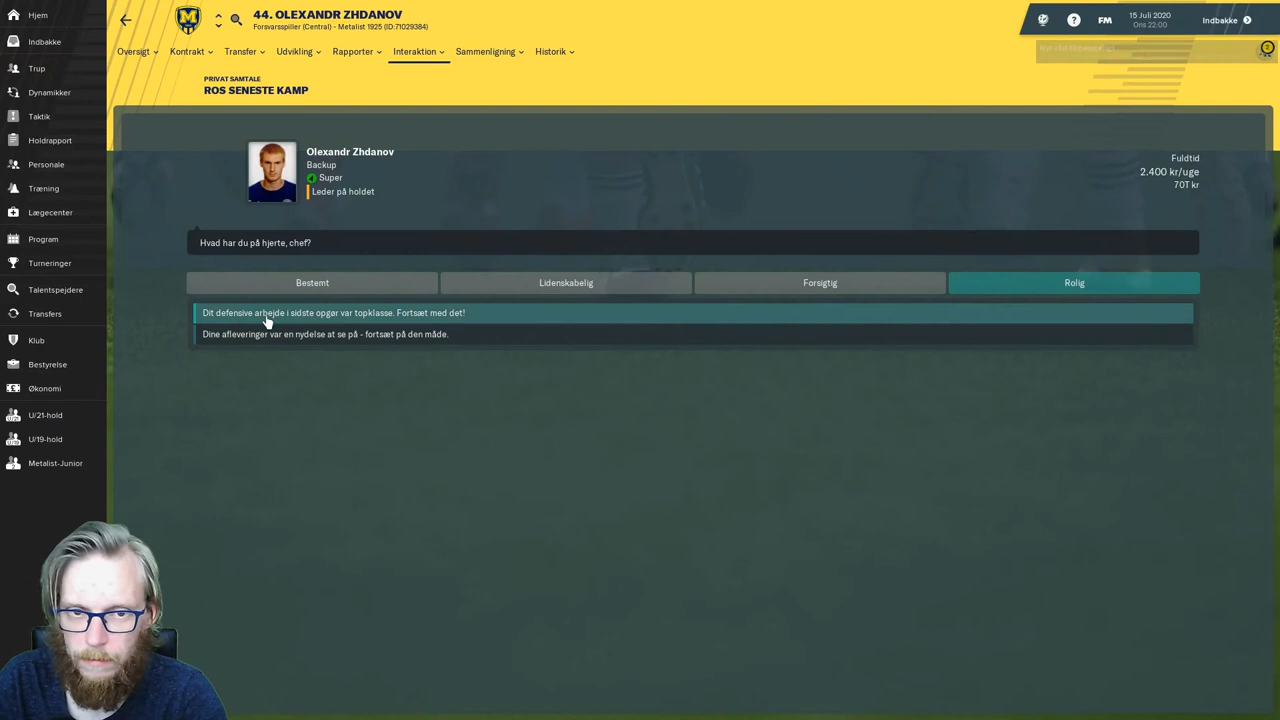 Hjem
Indbakke
Trup
Dynamikker
Taktik
Holdrapport
Personale
Træning
Lægecenter
Program
Turneringer
Talentspejdere
Transfers
Klub
Bestyrelse
Økonomi
U/21-hold
U/19-hold
Metalist-Junior
44. OLEXANDR ZHDANOV
Forsvarsspiller (Central) - Metalist 1925 (ID:71029384)
FM
15 Juli 2020
Ons 22:00
Indbakke
Oversigt
Kontrakt
Transfer
Udvikling
Rapporter
Interaktion
Sammenligning
Historik
PRIVAT SAMTALE
ROS SENESTE KAMP
Olexandr Zhdanov
Backup
Super
Leder på holdet
Fuldtid
2.400 kr/uge
70T kr
Hvad har du på hjerte, chef?
Bestemt
Lidenskabelig
Forsigtig
Rolig
Dit defensive arbejde i sidste opgør var topklasse. Fortsæt med det!
Dine afleveringer var en nydelse at se på - fortsæt på den måde.